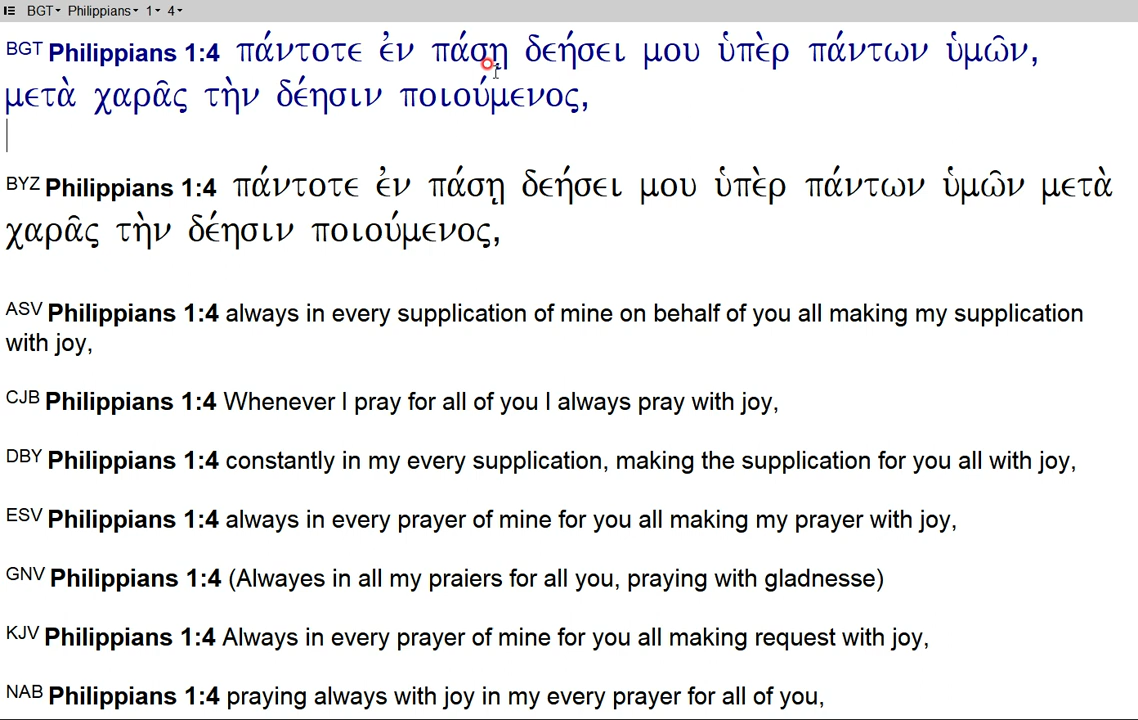 BGT Philippians 1 4
BGT Philippians 1:4 πάντοτε ἐν πάσῃ δεήσει μου ὑπὲρ πάντων ὑμῶν,
μετὰ χαρᾶς τὴν δέησιν ποιούμενος,
BYZ Philippians 1:4 πάντοτε ἐν πάσῃ δεήσει μου ὑπὲρ πάντων ὑμῶν μετὰ
χαρᾶς τὴν δέησιν ποιούμενος,
ASV Philippians 1:4 always in every supplication of mine on behalf of you all making my supplication
with joy,
CJB Philippians 1:4 Whenever I pray for all of you I always pray with joy,
DBY Philippians 1:4 constantly in my every supplication, making the supplication for you all with joy,
ESV Philippians 1:4 always in every prayer of mine for you all making my prayer with joy,
GNV Philippians 1:4 (Alwayes in all my praiers for all you, praying with gladnesse)
KJV Philippians 1:4 Always in every prayer of mine for you all making request with joy,
NAB Philippians 1:4 praying always with joy in my every prayer for all of you,